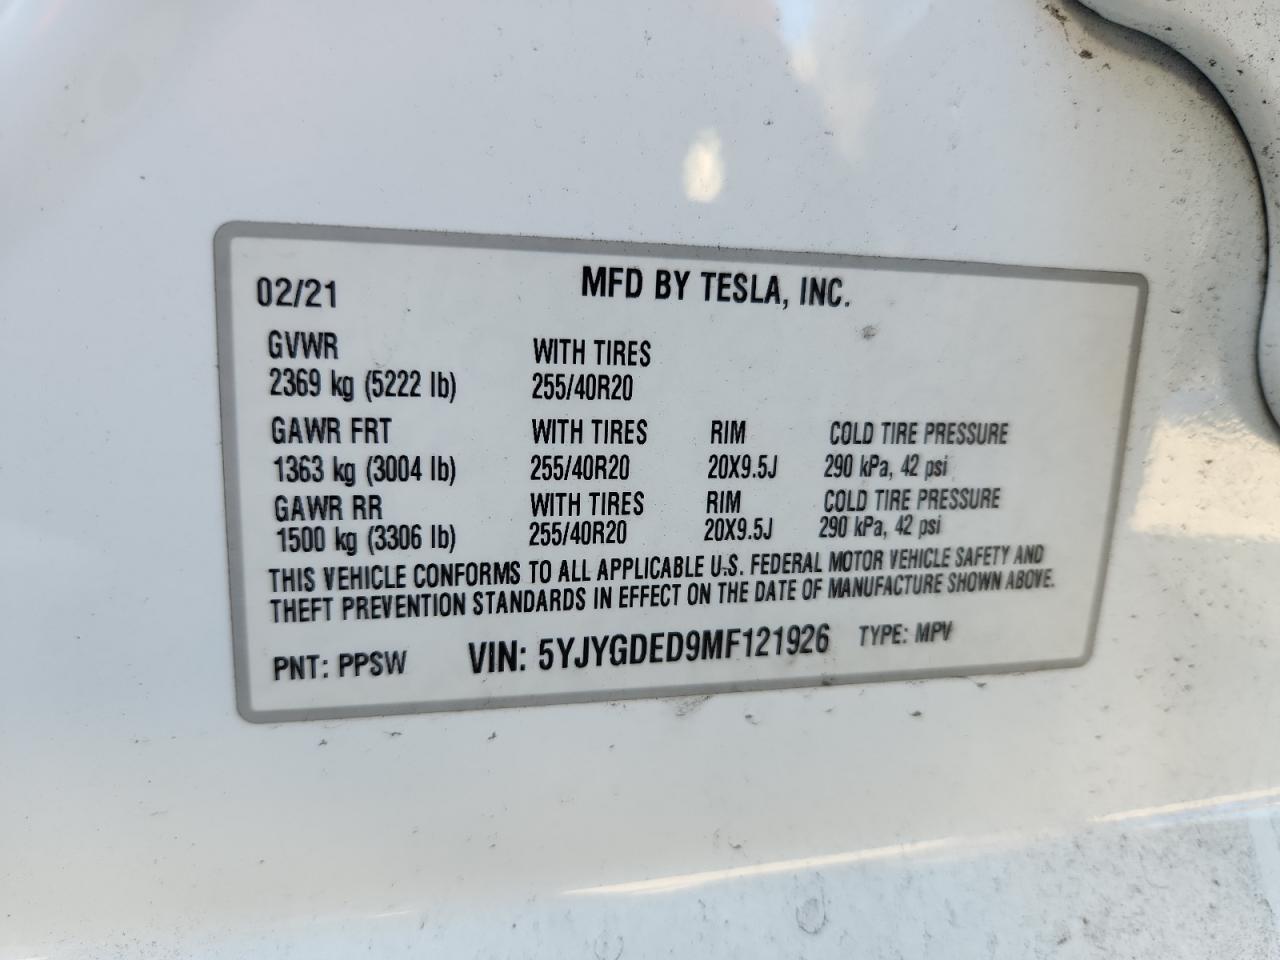 02/21 MFD BY TESLA, INC.
GVWR WITH TIRES
2369 kg (5222 lb) 255/40R20
GAWR FRT WITH TIRES RIM COLD TIRE PRESSURE
1363 kg (3004 lb) 255/40R20 20X9.5J 290 kPa, 42 psi
GAWR RR WITH TIRES RIM COLD TIRE PRESSURE
1500 kg (3306 lb) 255/40R20 20X9.5J 290 kPa, 42 psi
THIS VEHICLE CONFORMS TO ALL APPLICABLE U.S. FEDERAL MOTOR VEHICLE SAFETY AND
THEFT PREVENTION STANDARDS IN EFFECT ON THE DATE OF MANUFACTURE SHOWN ABOVE.
PNT: PPSW VIN: 5YJYGDED9MF121926 TYPE: MPV